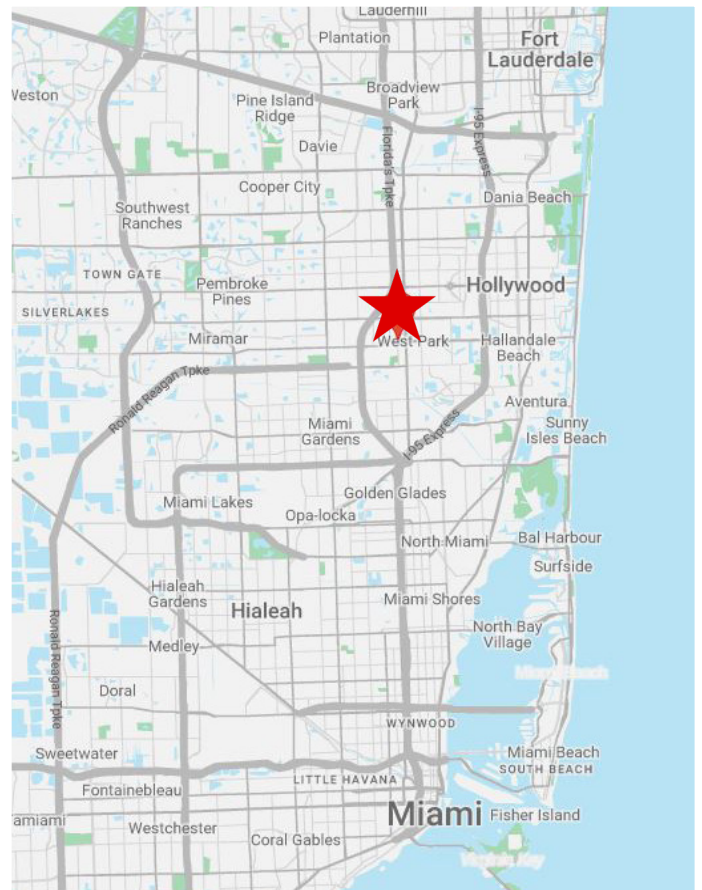 Lauderhill
Plantation
Fort
Lauderdale
Weston
Broadview
Park
Pine Island
Ridge
Florida's Tpke
I-95 Express
Davie
Cooper City
Dania Beach
Southwest
Ranches
TOWN GATE
Pembroke
Pines
Hollywood
SILVERLAKES
Miramar
West Park
Hallandale
Beach
Ronald Reagan Tpke
Aventura
Sunny
Isles Beach
Miami
Gardens
I-95 Express
Miami Lakes
Golden Glades
Opa-locka
North Miami
Bal Harbour
Surfside
Hialeah
Gardens
Hialeah
Miami Shores
Ronald Reagan Tpke
North Bay
Village
Medley
Miami Beach
Doral
WYNWOOD
Sweetwater
Miami Beach
SOUTH BEACH
LITTLE HAVANA
Fontainebleau
Miami
Fisher Island
amiami
Westchester
Coral Gables
Virginia Key